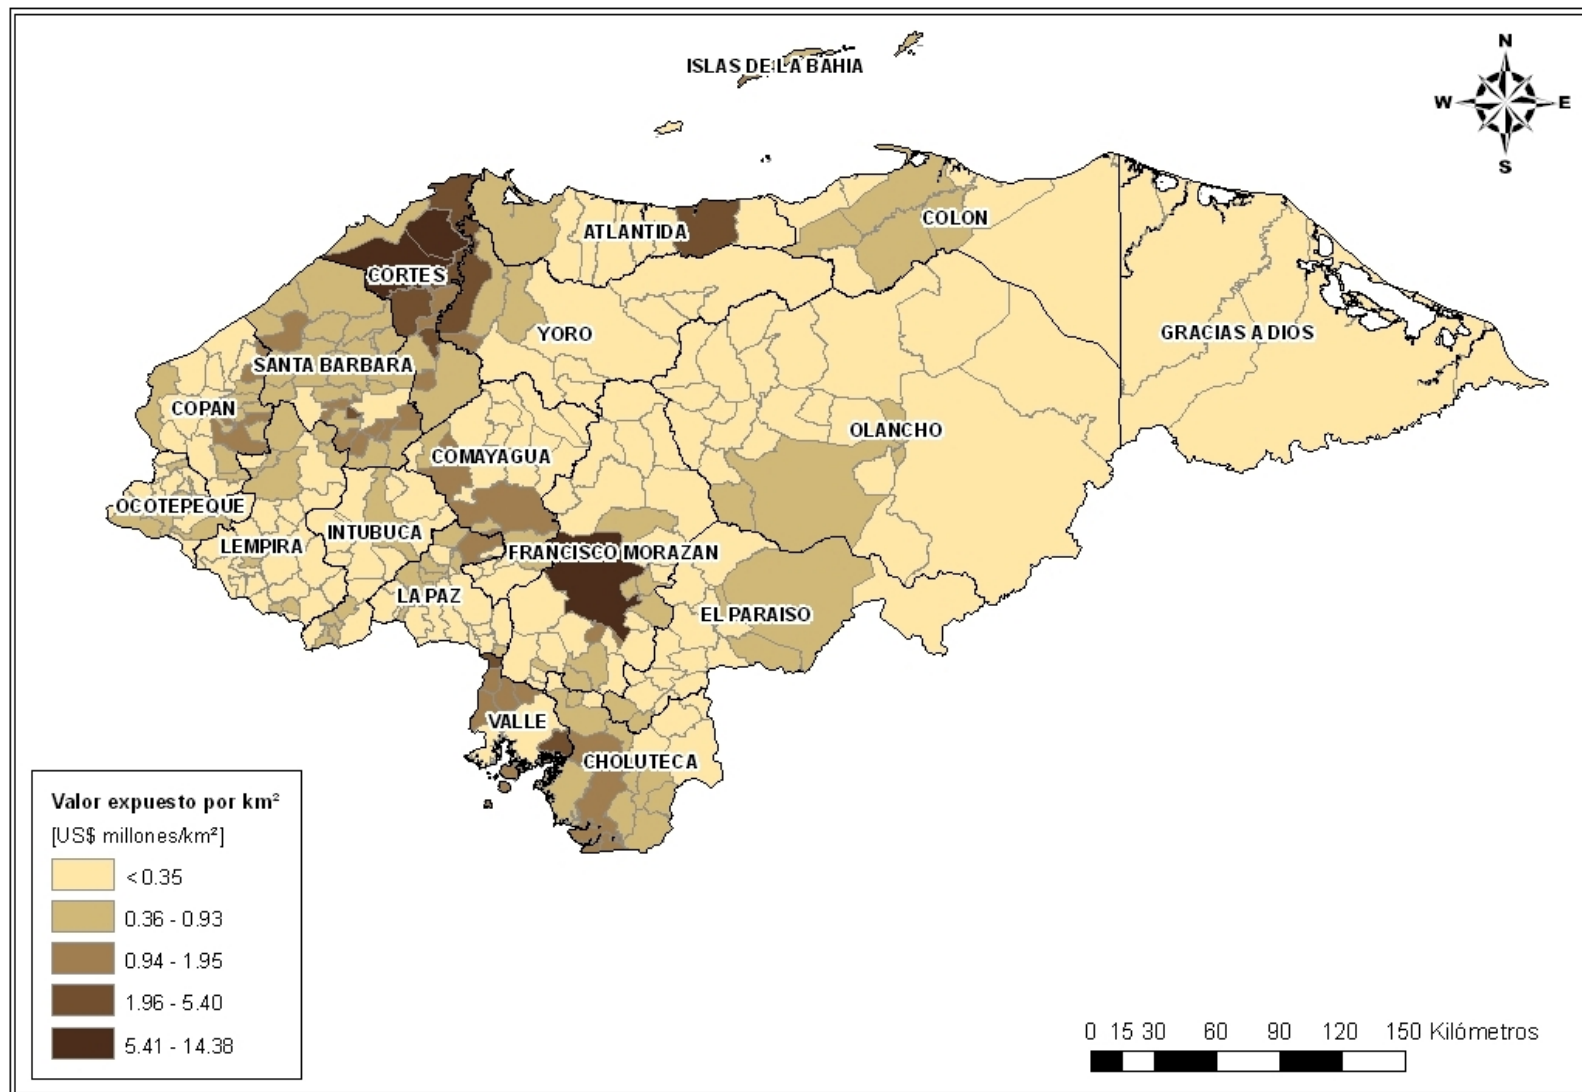 ISLAS DE LA BAHIA
N
W
E
S
COLON
ATLANTIDA
CORTES
YORO
GRACIAS A DIOS
SANTA BARBARA
COPAN
OLANCHO
COMAYAGUA
OCOTEPEQUE
INTUBUCA
LEMPIRA
FRANCISCO MORAZAN
LA PAZ
EL PARAISO
VALLE
CHOLUTECA
Valor expuesto por km²
[US$ millones/km²]
< 0.35
0.36 - 0.93
0.94 - 1.95
1.96 - 5.40
5.41 - 14.38
0 15 30 60 90 120 150 Kilómetros